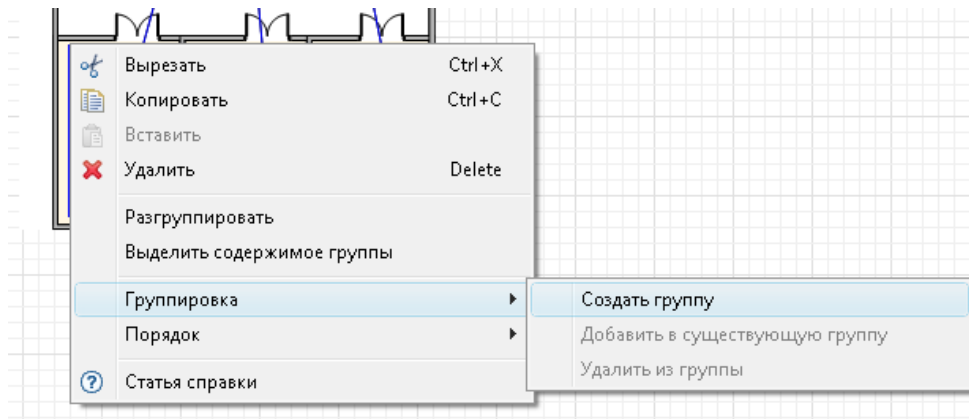 Вырезать Ctrl+X
Копировать Ctrl+C
Вставить
Удалить Delete
Разгруппировать
Выделить содержимое группы
Группировка
Порядок
Статья справки
Создать группу
Добавить в существующую группу
Удалить из группы